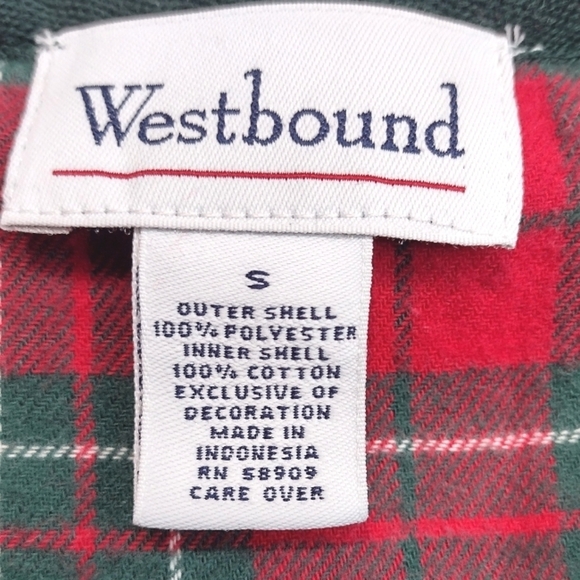 Westbound
S
OUTER SHELL
100% POLYESTER
INNER SHELL
100% COTTON
EXCLUSIVE OF
DECORATION
MADE IN
INDONESIA
RN 58909
CARE OVER